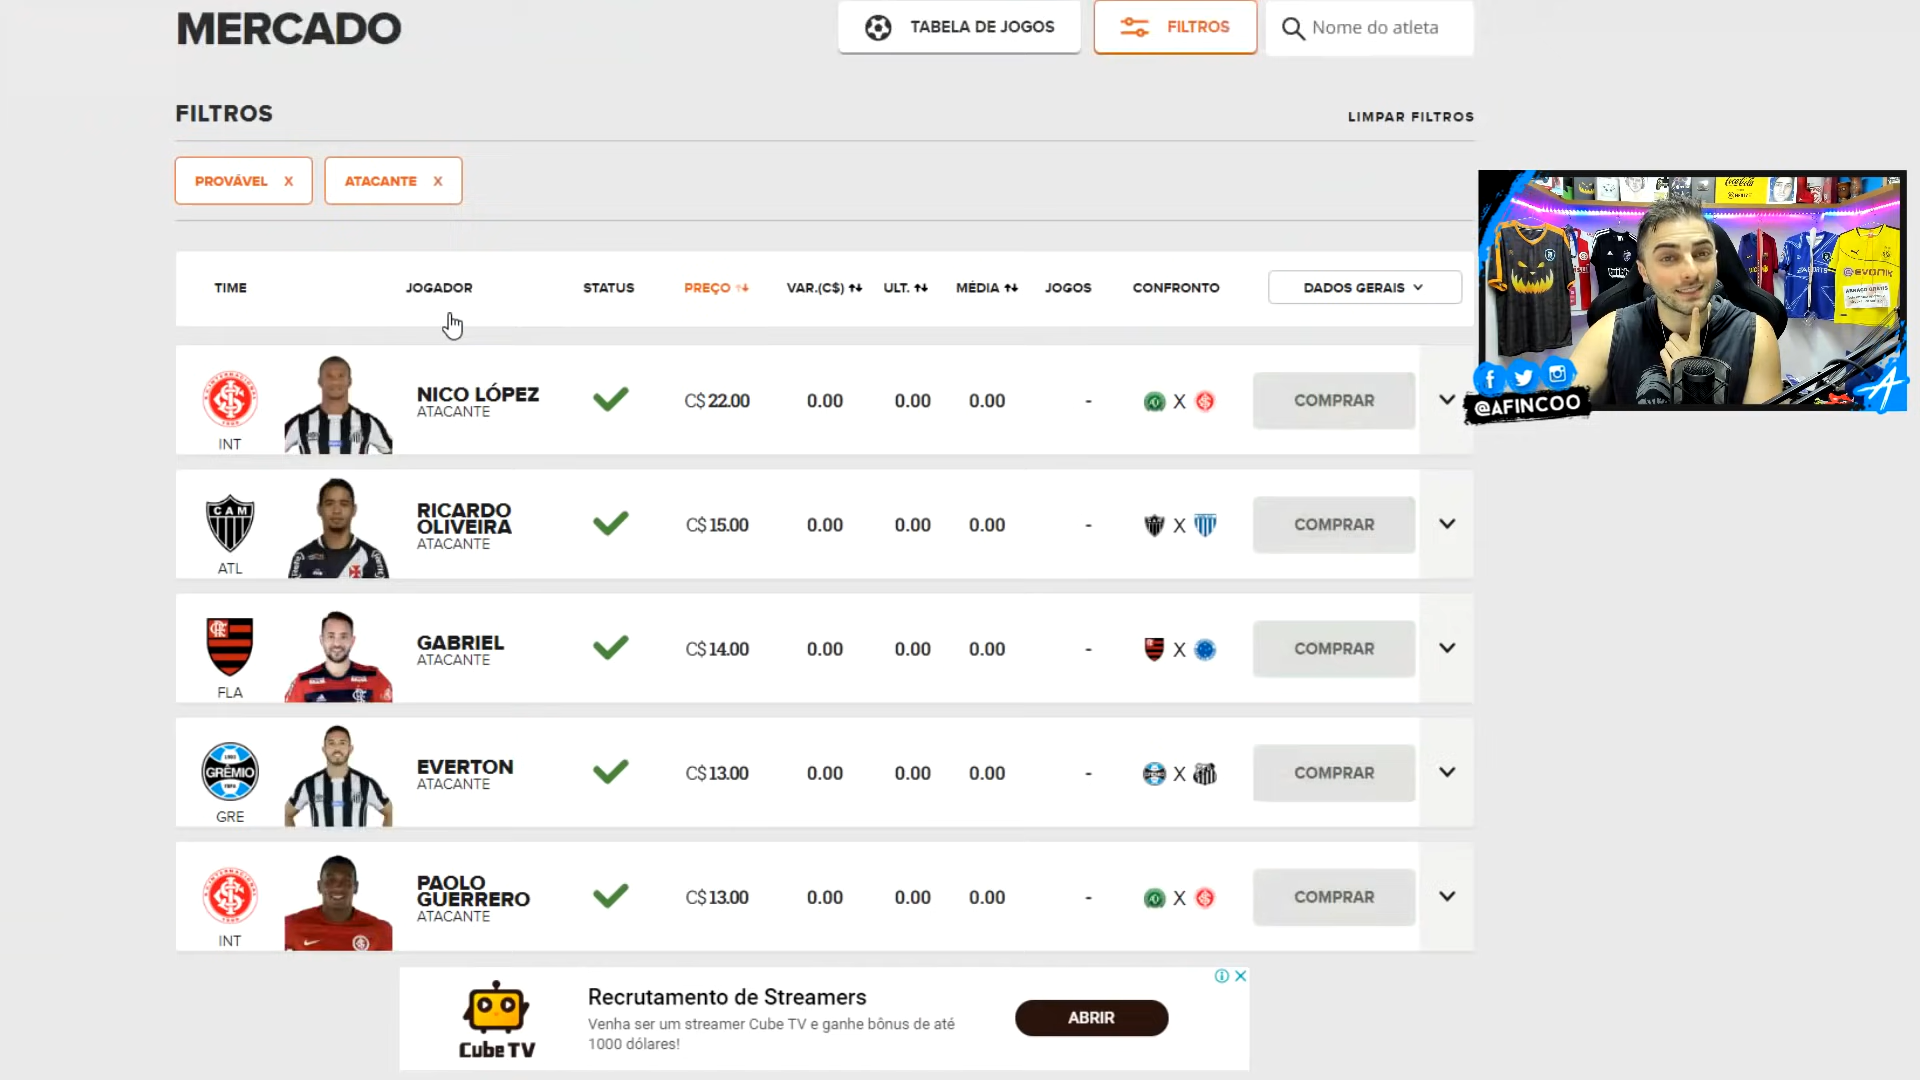 MERCADO
TABELA DE JOGOS
FILTROS
Nome do atleta
FILTROS
LIMPAR FILTROS
PROVÁVEL X
ATACANTE X
TIME JOGADOR STATUS PREÇO VAR.(C$) ULT. MÉDIA JOGOS CONFRONTO DADOS GERAIS
INT NICO LÓPEZ C$ 22.00 0.00 0.00 0.00 - X COMPRAR
ATACANTE
CAM
RICARDO
OLIVEIRA C$ 15.00 0.00 0.00 0.00 - X COMPRAR
ATACANTE
ATL
GABRIEL C$ 14.00 0.00 0.00 0.00 - X COMPRAR
ATACANTE
FLA
GRÊMIO
EVERTON C$ 13.00 0.00 0.00 0.00 - X COMPRAR
ATACANTE
GRE
PAOLO
GUERRERO C$ 13.00 0.00 0.00 0.00 - X COMPRAR
ATACANTE
INT
Coca-Cola
EVONIK
@AFINCOO
Recrutamento de Streamers
Venha ser um streamer Cube TV e ganhe bônus de até
1000 dólares!
ABRIR
Cube TV